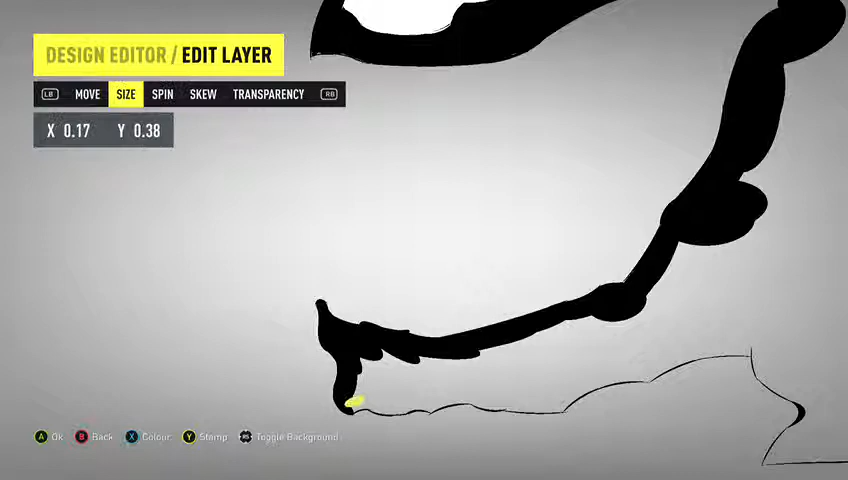 DESIGN EDITOR / EDIT LAYER
LB MOVE SIZE SPIN SKEW TRANSPARENCY RB
X 0.17 Y 0.38
A Ok B Back X Colour Y Stamp RS Toggle Background